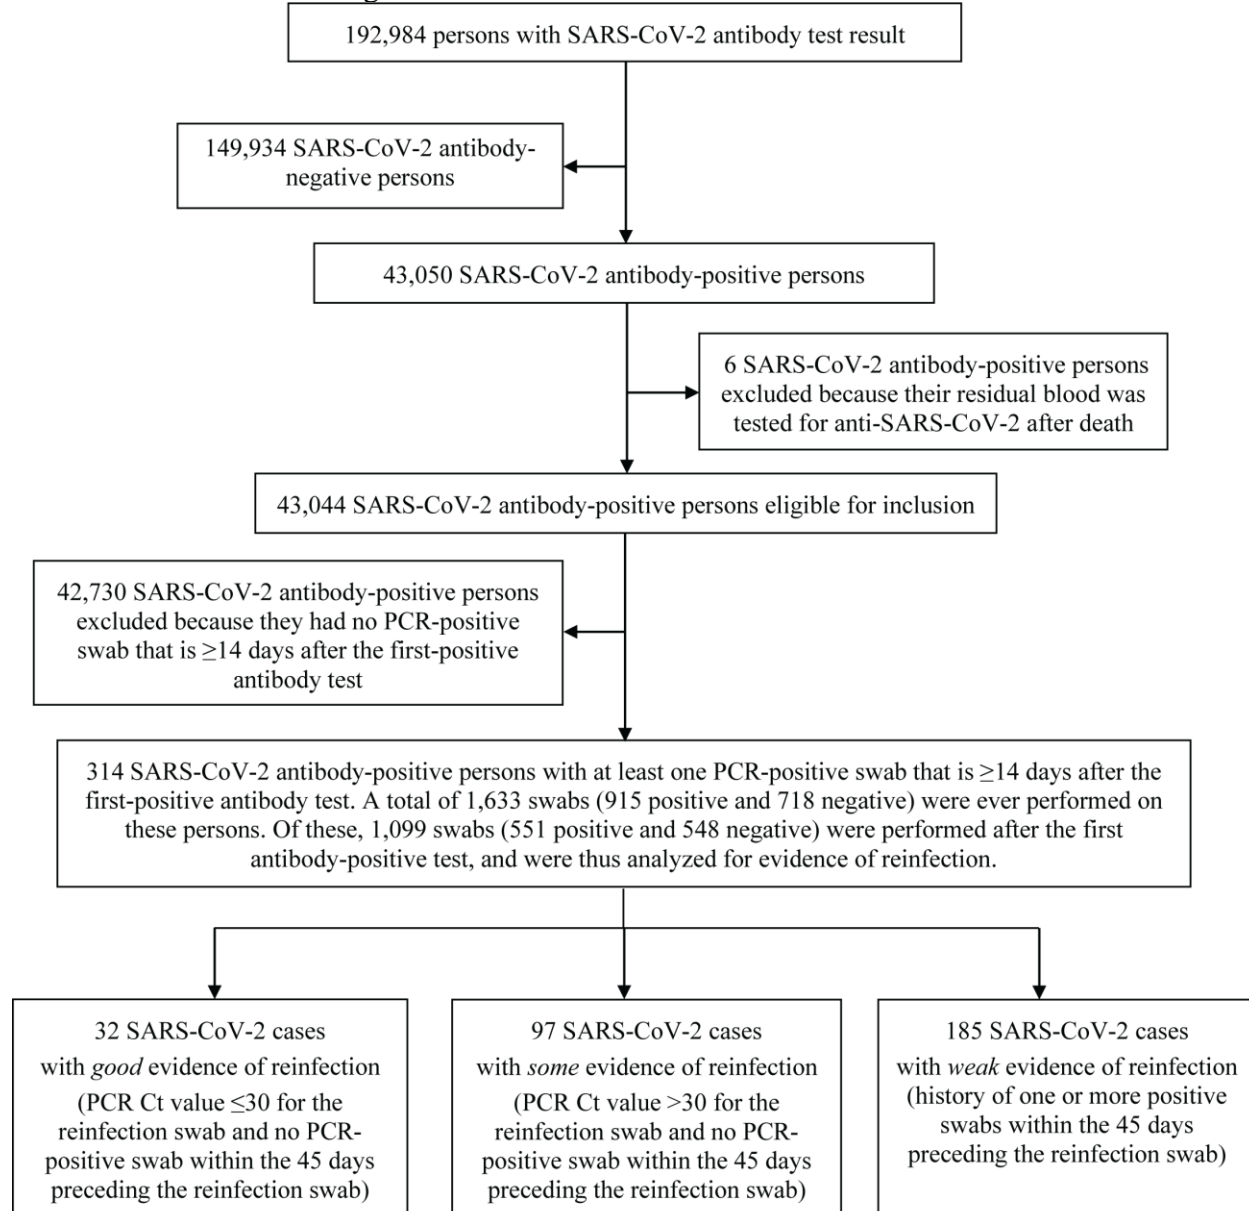 192,984 persons with SARS-CoV-2 antibody test result
149,934 SARS-CoV-2 antibody-
negative persons
43,050 SARS-CoV-2 antibody-positive persons
6 SARS-CoV-2 antibody-positive persons
excluded because their residual blood was
tested for anti-SARS-CoV-2 after death
43,044 SARS-CoV-2 antibody-positive persons eligible for inclusion
42,730 SARS-CoV-2 antibody-positive persons
excluded because they had no PCR-positive
swab that is ≥14 days after the first-positive
antibody test
314 SARS-CoV-2 antibody-positive persons with at least one PCR-positive swab that is ≥14 days after the
first-positive antibody test. A total of 1,633 swabs (915 positive and 718 negative) were ever performed on
these persons. Of these, 1,099 swabs (551 positive and 548 negative) were performed after the first
antibody-positive test, and were thus analyzed for evidence of reinfection.
32 SARS-CoV-2 cases
with good evidence of reinfection
(PCR Ct value ≤30 for the
reinfection swab and no PCR-
positive swab within the 45 days
preceding the reinfection swab)
97 SARS-CoV-2 cases
with some evidence of reinfection
(PCR Ct value >30 for the
reinfection swab and no PCR-
positive swab within the 45 days
preceding the reinfection swab)
185 SARS-CoV-2 cases
with weak evidence of reinfection
(history of one or more positive
swabs within the 45 days
preceding the reinfection swab)